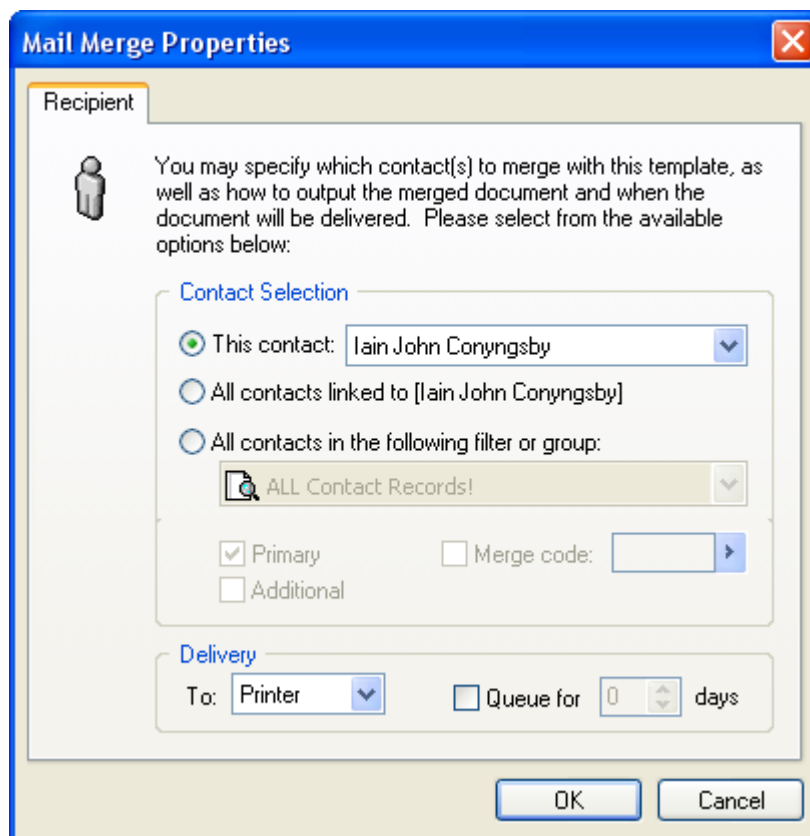 Mail Merge Properties
Recipient
You may specify which contact(s) to merge with this template, as
well as how to output the merged document and when the
document will be delivered. Please select from the available
options below:
Contact Selection
This contact: Iain John Conyngsby
All contacts linked to [Iain John Conyngsby]
All contacts in the following filter or group:
ALL Contact Records!
Primary Merge code:
Additional
Delivery
To: Printer Queue for 0 days
OK Cancel